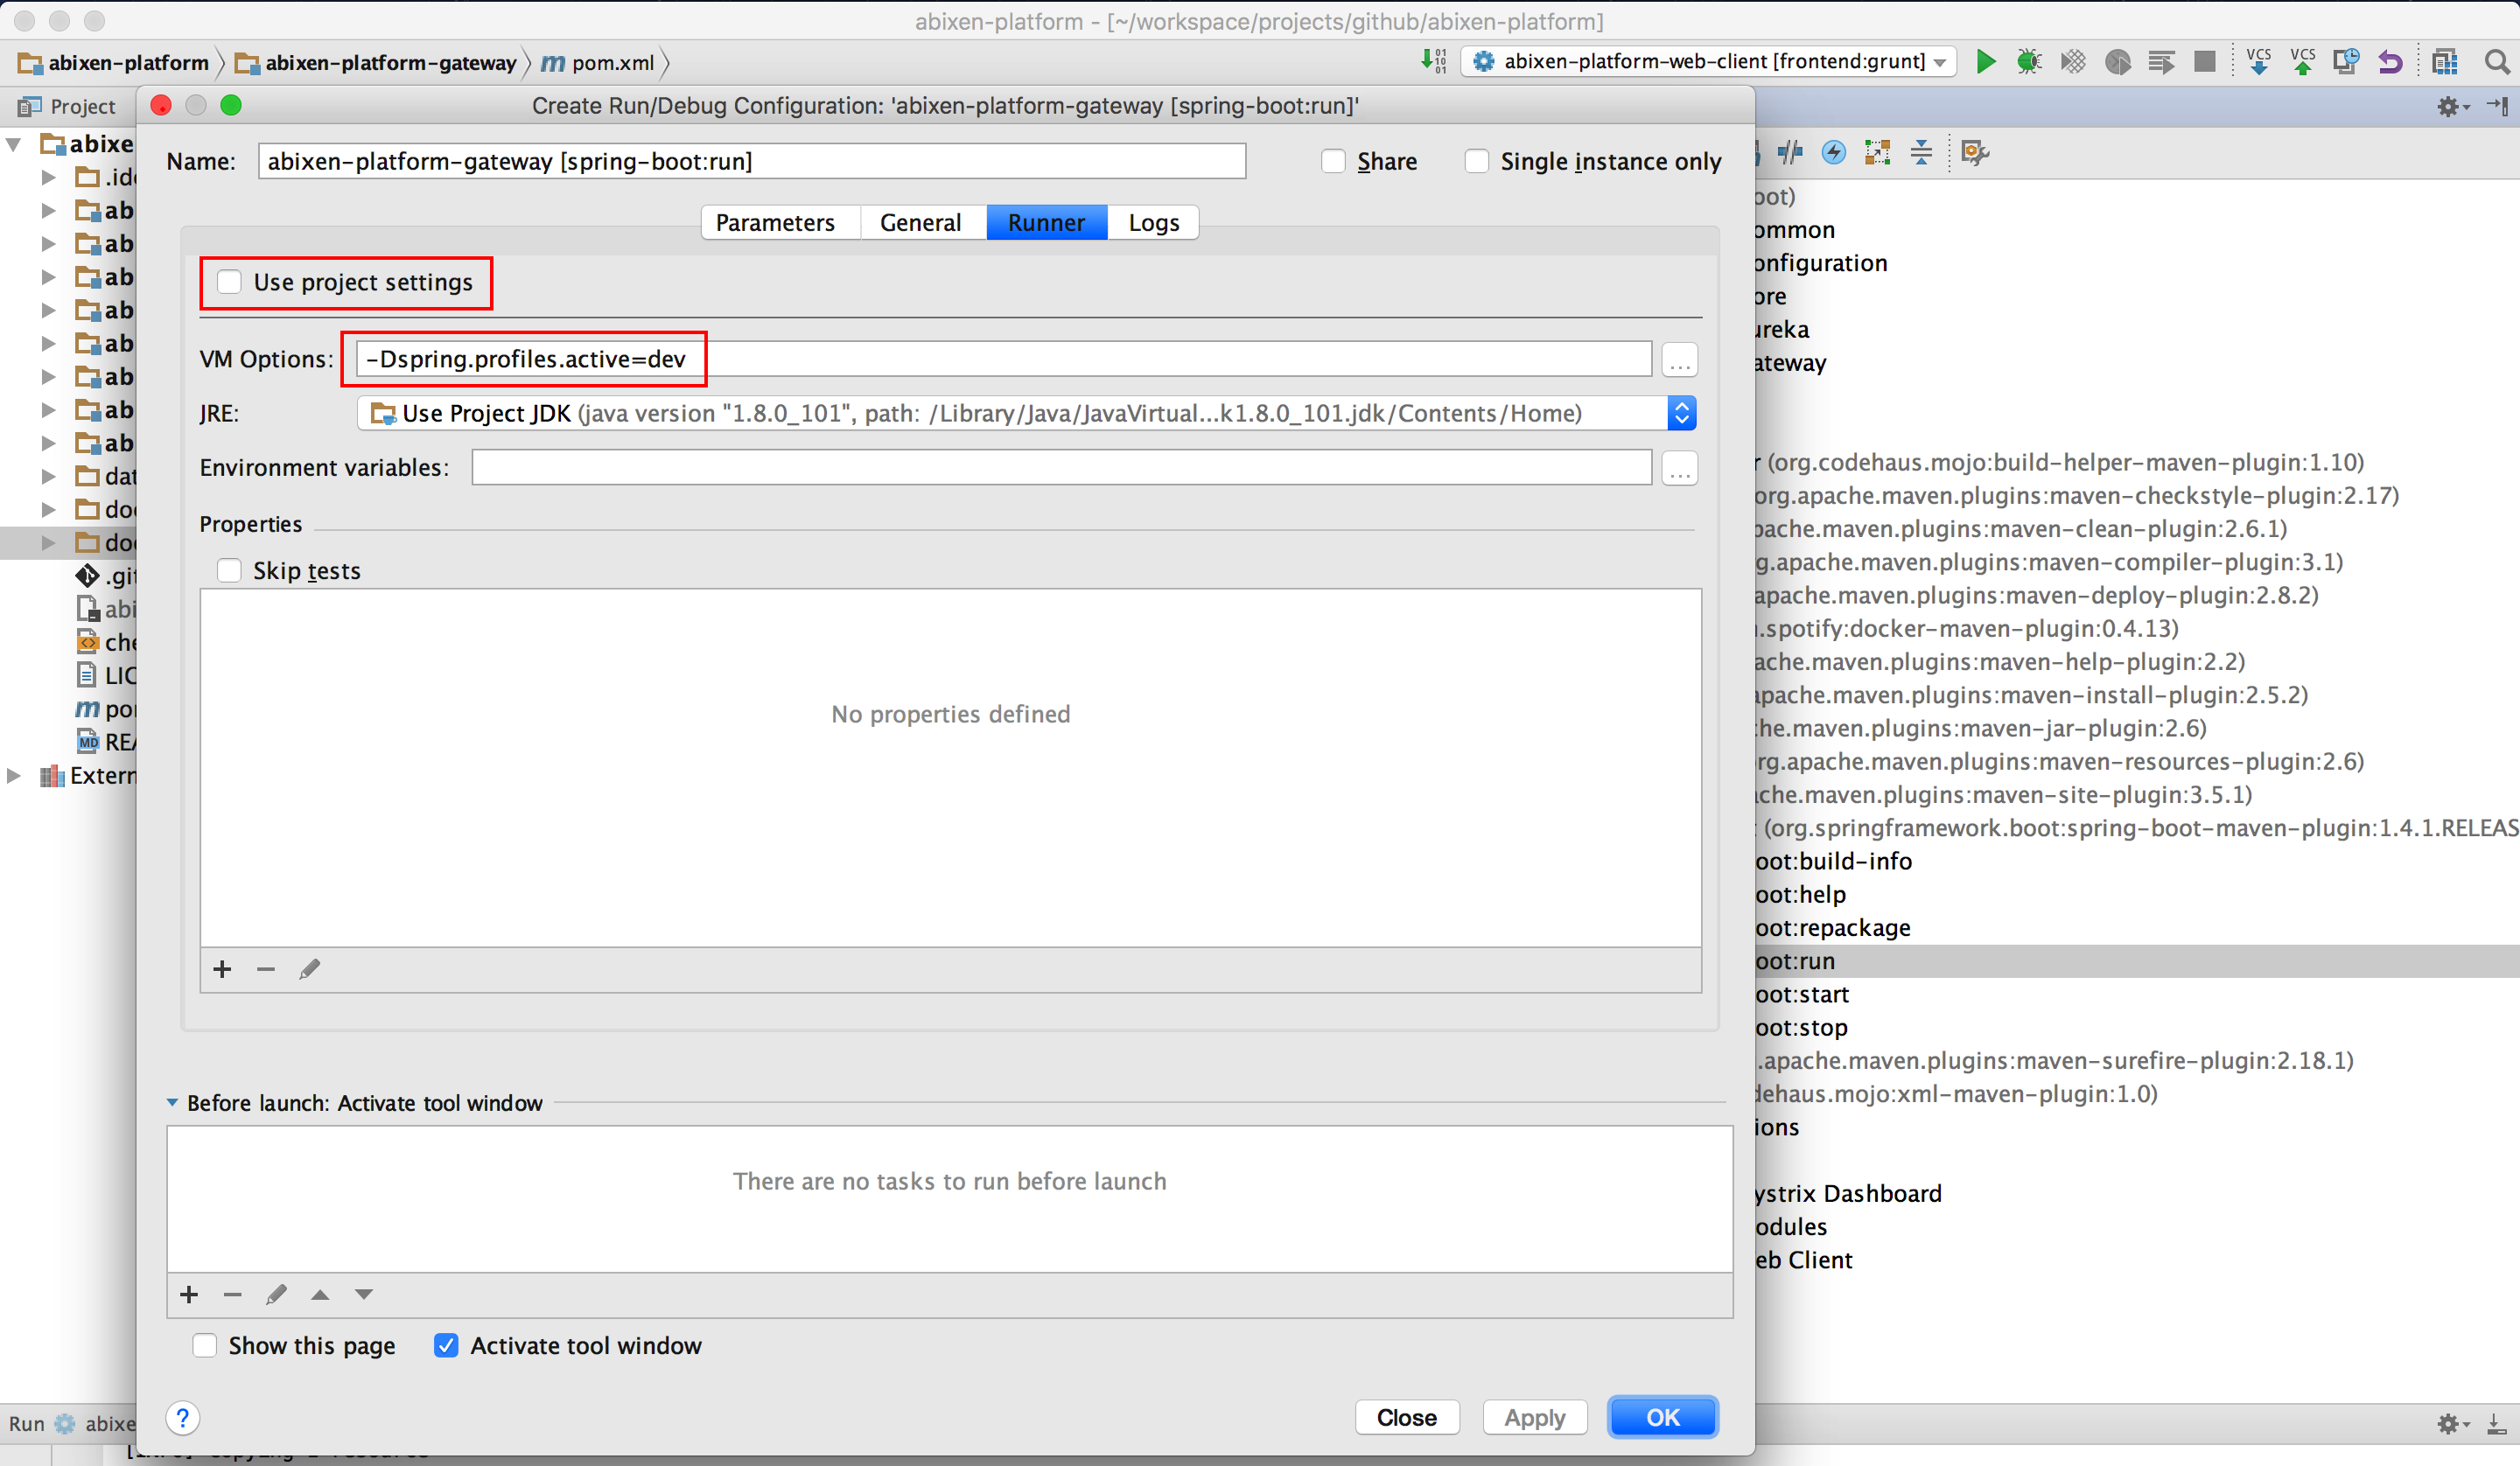 abixen-platform - [~/workspace/projects/github/abixen-platform]
abixen-platform abixen-platform-gateway pom.xml
abixen-platform-web-client [frontend:grunt] VCS VCS
Project
Create Run/Debug Configuration: 'abixen-platform-gateway [spring-boot:run]'
Name: abixen-platform-gateway [spring-boot:run] Share Single instance only
Parameters General Runner Logs
Use project settings
VM Options: -Dspring.profiles.active=dev ...
JRE: Use Project JDK (java version "1.8.0_101", path: /Library/Java/JavaVirtual...k1.8.0_101.jdk/Contents/Home)
Environment variables: ...
Properties
Skip tests
No properties defined
Before launch: Activate tool window
There are no tasks to run before launch
Show this page Activate tool window
? Close Apply OK
abixe
.ide
ab
ab
ab
ab
ab
ab
ab
ab
dat
doc
doc
.git
abi
che
LIC
pom
REA
Extern
oot)
ommon
onfiguration
ore
ureka
ateway
r (org.codehaus.mojo:build-helper-maven-plugin:1.10)
org.apache.maven.plugins:maven-checkstyle-plugin:2.17)
pache.maven.plugins:maven-clean-plugin:2.6.1)
g.apache.maven.plugins:maven-compiler-plugin:3.1)
apache.maven.plugins:maven-deploy-plugin:2.8.2)
.spotify:docker-maven-plugin:0.4.13)
ache.maven.plugins:maven-help-plugin:2.2)
apache.maven.plugins:maven-install-plugin:2.5.2)
he.maven.plugins:maven-jar-plugin:2.6)
rg.apache.maven.plugins:maven-resources-plugin:2.6)
che.maven.plugins:maven-site-plugin:3.5.1)
t (org.springframework.boot:spring-boot-maven-plugin:1.4.1.RELEAS
oot:build-info
oot:help
oot:repackage
oot:run
oot:start
oot:stop
.apache.maven.plugins:maven-surefire-plugin:2.18.1)
dehaus.mojo:xml-maven-plugin:1.0)
ions
ystrix Dashboard
odules
eb Client
Run abixe